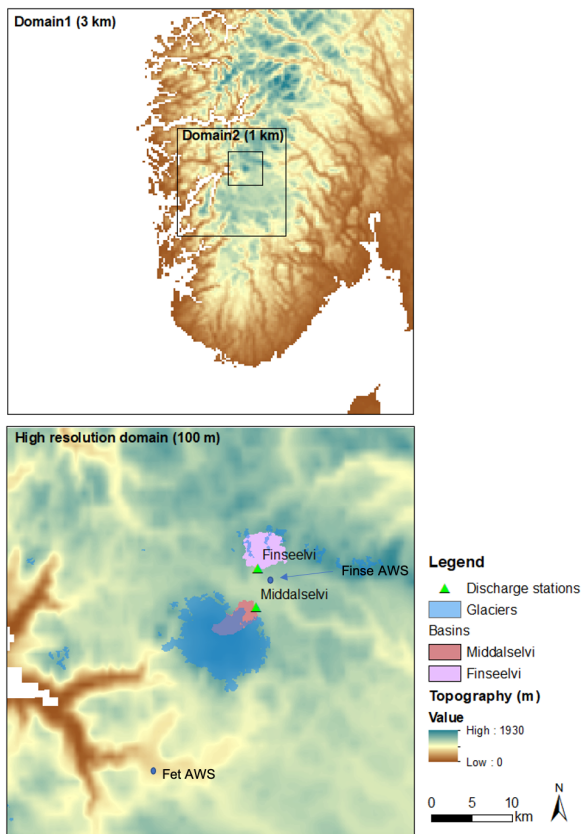 Domain1 (3 km)
Domain2 (1 km)
High resolution domain (100 m)
Finseelvi
Finse AWS
Middalselvi
Fet AWS
Legend
Discharge stations
Glaciers
Basins
Middalselvi
Finseelvi
Topography (m)
Value
High : 1930
Low : 0
N
0 5 10
km